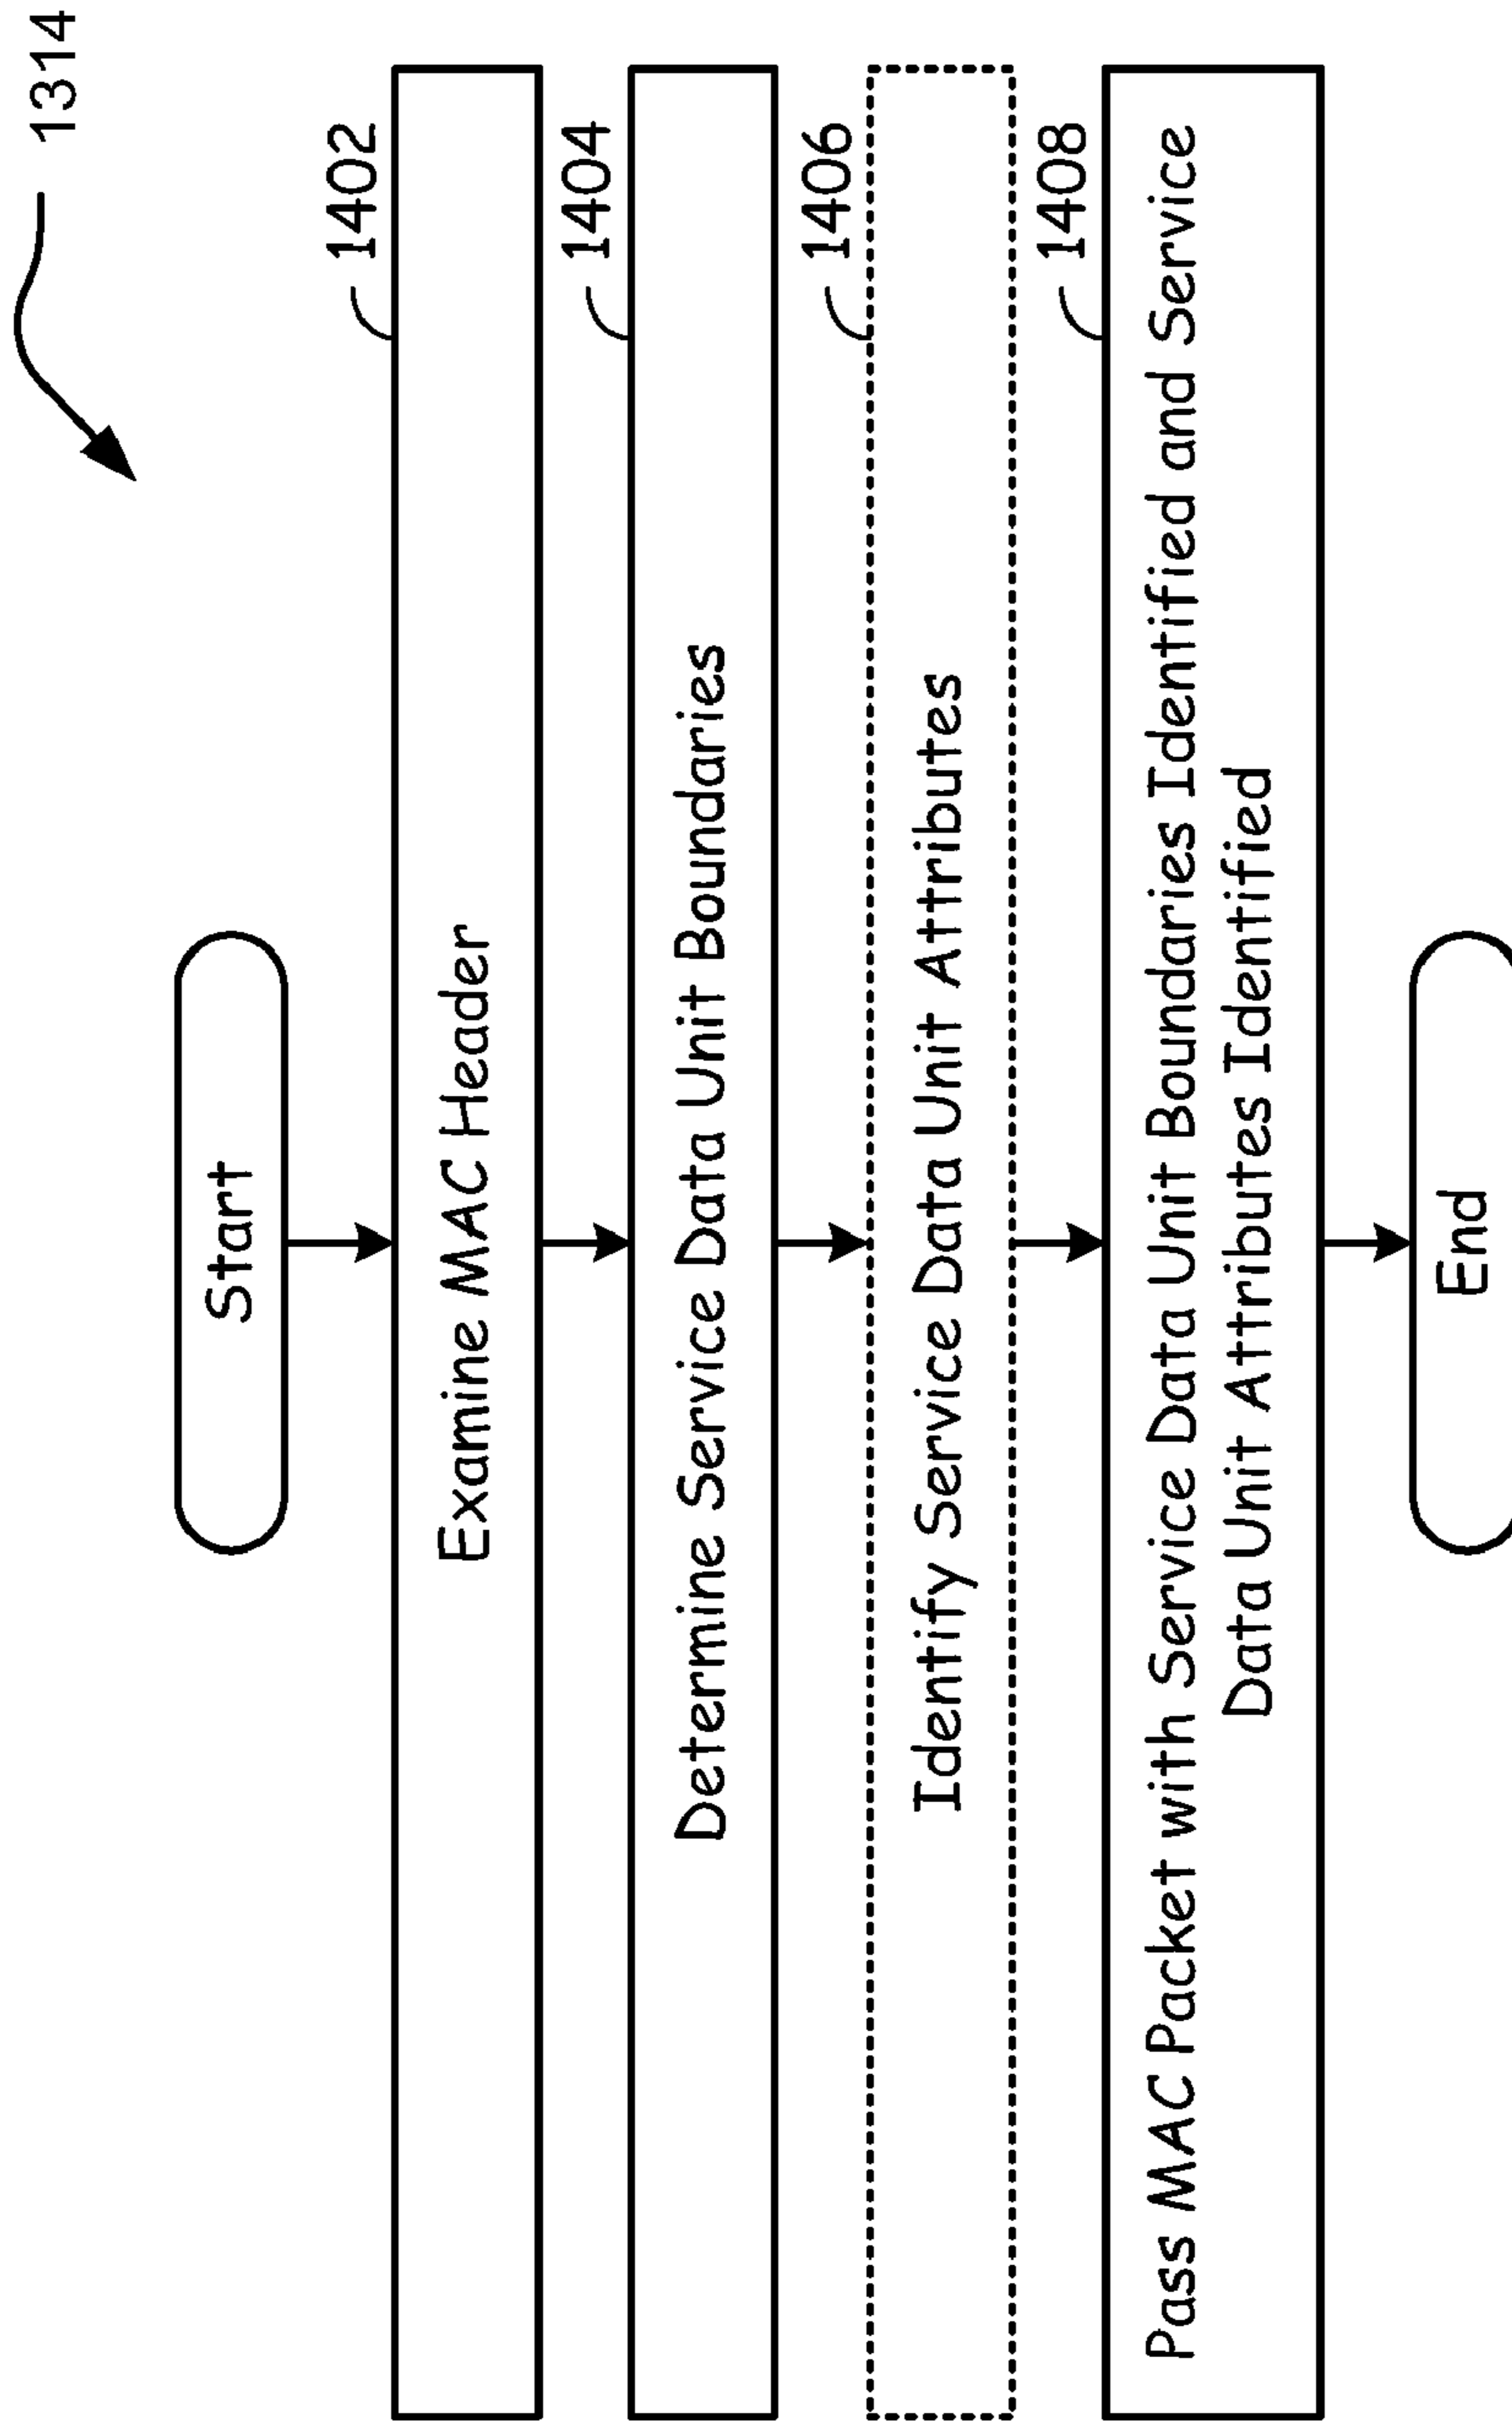 1314
Start
1402
Examine MAC Header
1404
Determine Service Data Unit Boundaries
1406
Identify Service Data Unit Attributes
1408
Pass MAC Packet with Service Data Unit Boundaries Identified and Service
Data Unit Attributes Identified
End